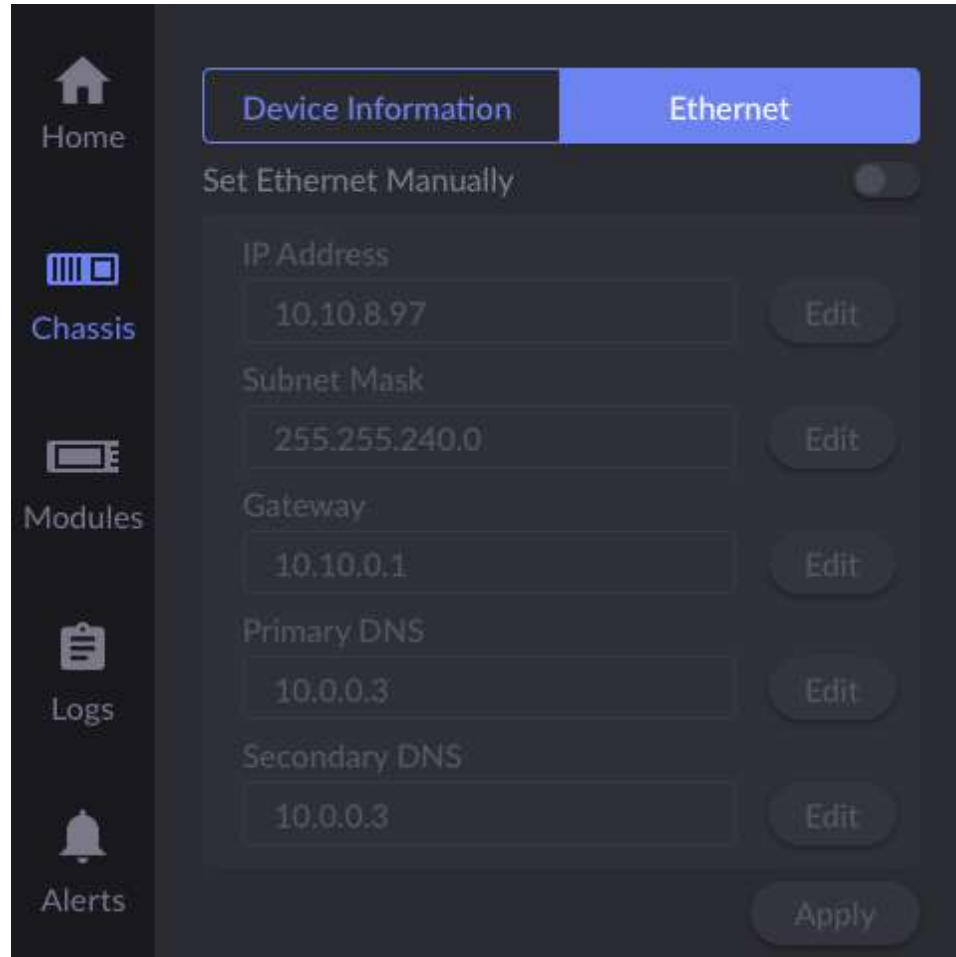 Home
Chassis
Modules
Logs
Alerts
Device Information
Ethernet
Set Ethernet Manually
IP Address
10.10.8.97 Edit
Subnet Mask
255.255.240.0 Edit
Gateway
10.10.0.1 Edit
Primary DNS
10.0.0.3 Edit
Secondary DNS
10.0.0.3 Edit
Apply